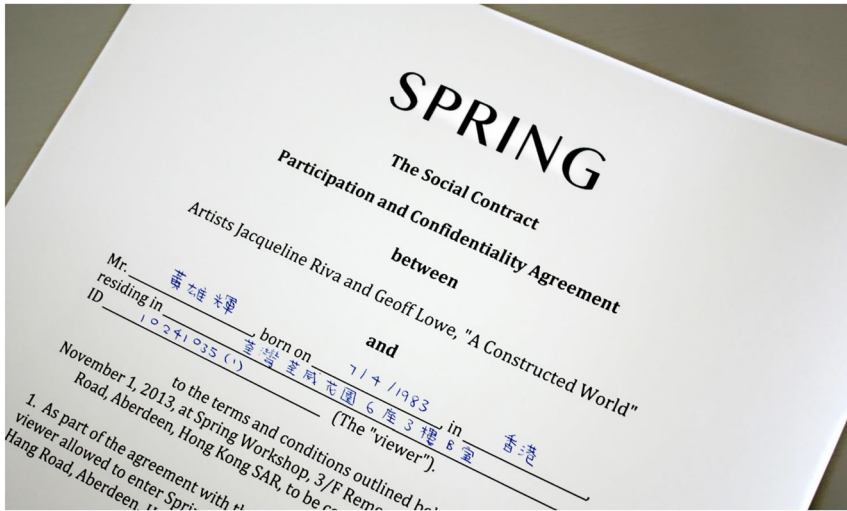 SPRING
The Social Contract
Participation and Confidentiality Agreement
between
Artists Jacqueline Riva and Geoff Lowe, "A Constructed World"
and
Mr. 黃雄輝, born on 7/4/1983, in 香港,
residing in 荃灣荃威花園6座3樓B室
ID 10241035(1) (The "viewer").
to the terms and conditions outlined
November 1, 2013, at Spring Workshop, 3/F
Road, Aberdeen, Hong Kong SAR, to be
1. As part of the agreement with
viewer allowed to enter
Hang Road, Aberdeen,